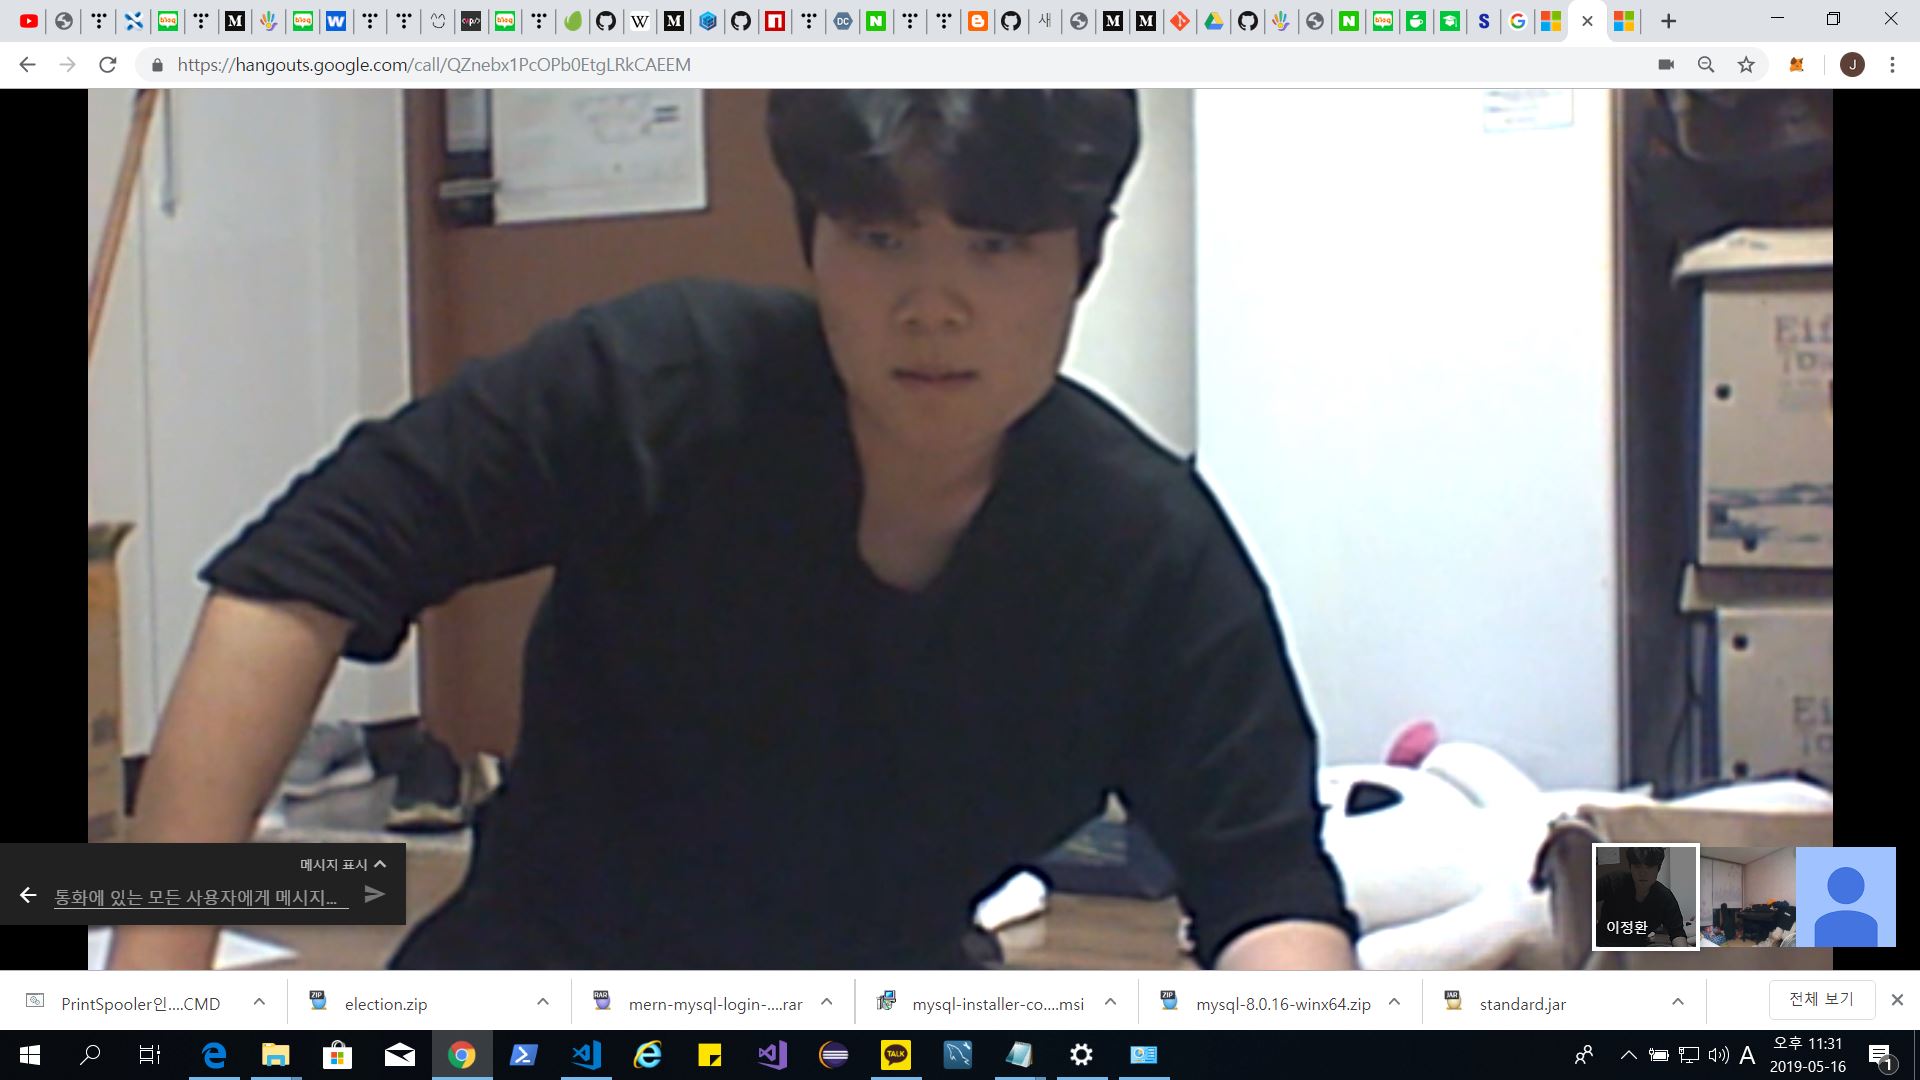 https://hangouts.google.com/call/QZnebx1PcOPb0EtgLRkCAEEM
J
메시지 표시
통화에 있는 모든 사용자에게 메시지...
이정환
PrintSpooler인....CMD
election.zip
mern-mysql-login-....rar
mysql-installer-co....msi
mysql-8.0.16-winx64.zip
standard.jar
전체 보기
TALK
A
오후 11:31
2019-05-16
1